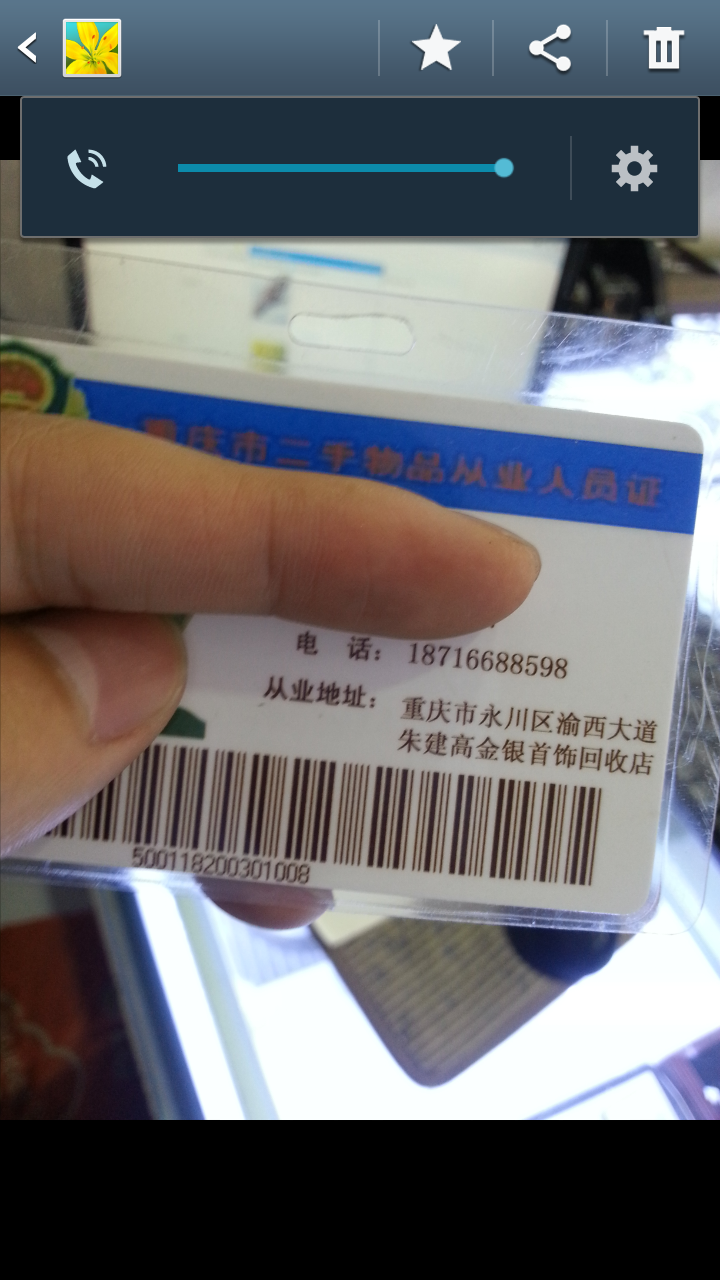 重庆市二手物品从业人员证
电 话： 18716688598
从业地址： 重庆市永川区渝西大道
朱建高金银首饰回收店
500118200301008